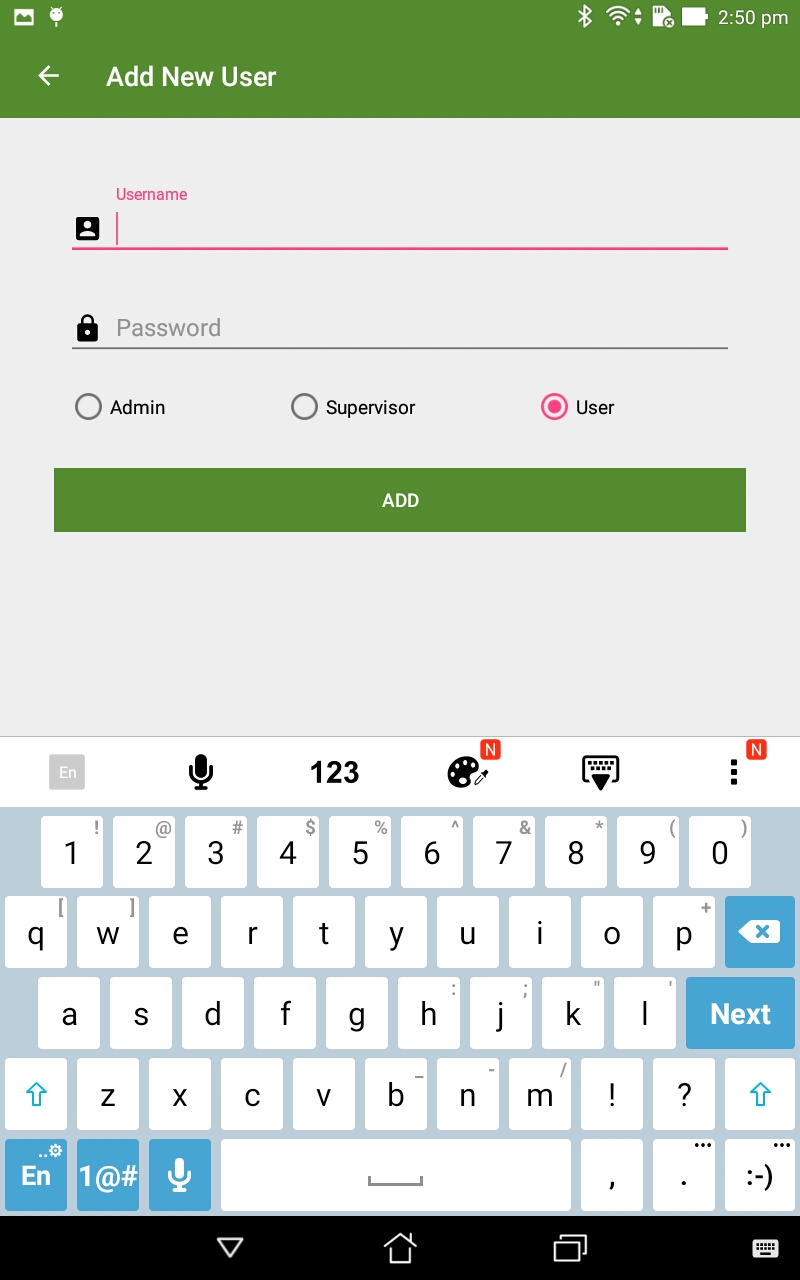 2:50 pm
Add New User
Username
Password
Admin Supervisor User
ADD
En 123 N N
! @ # $ % ^ & * ( )
1 2 3 4 5 6 7 8 9 0
[ ] +
q w e r t y u i o p
: ; " '
a s d f g h j k l Next
_ - /
z x c v b n m ! ?
En 1@# , . :-)